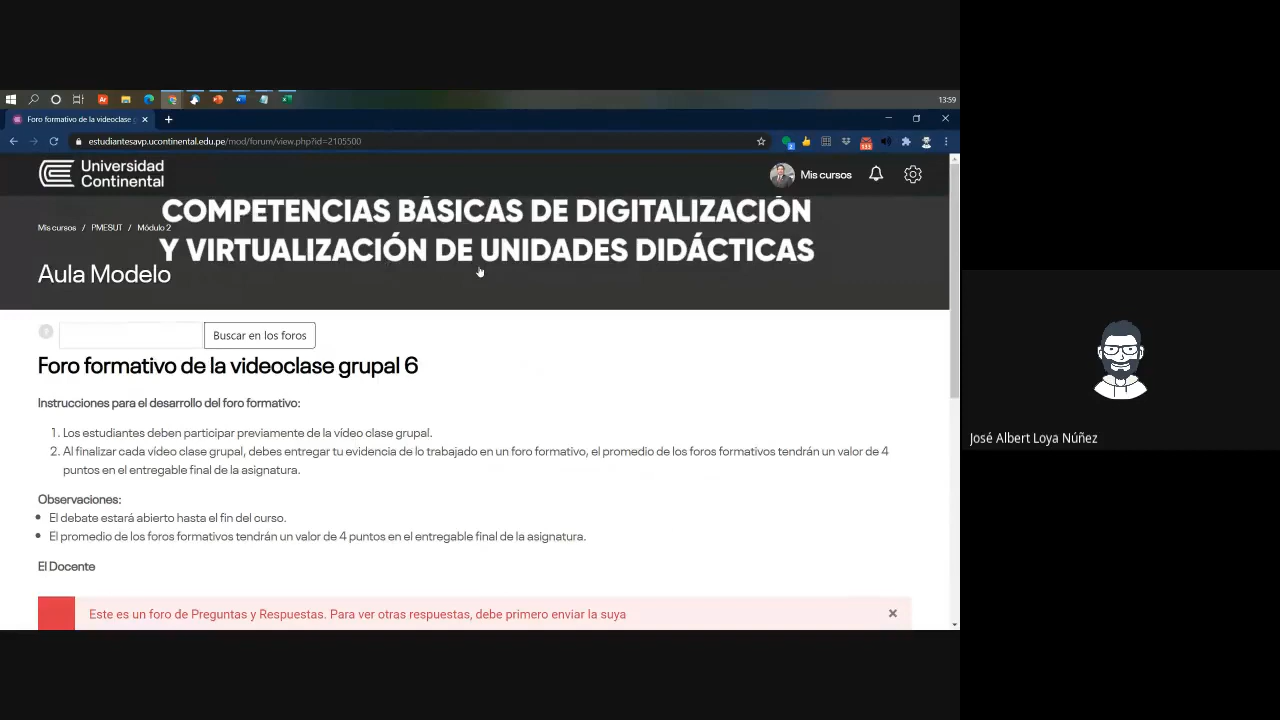 13:59
Foro formativo de la videoclase
estudiantesavp.ucontinental.edu.pe/mod/forum/view.php?id=2105500
Universidad
Continental
Mis cursos
COMPETENCIAS BÁSICAS DE DIGITALIZACIÓN
Mis cursos / PMESUT / Módulo 2
Y VIRTUALIZACIÓN DE UNIDADES DIDÁCTICAS
Aula Modelo
Buscar en los foros
Foro formativo de la videoclase grupal 6
Instrucciones para el desarrollo del foro formativo:
1. Los estudiantes deben participar previamente de la vídeo clase grupal.
2. Al finalizar cada vídeo clase grupal, debes entregar tu evidencia de lo trabajado en un foro formativo, el promedio de los foros formativos tendrán un valor de 4
puntos en el entregable final de la asignatura.
Observaciones:
• El debate estará abierto hasta el fin del curso.
• El promedio de los foros formativos tendrán un valor de 4 puntos en el entregable final de la asignatura.
El Docente
Este es un foro de Preguntas y Respuestas. Para ver otras respuestas, debe primero enviar la suya
José Albert Loya Núñez